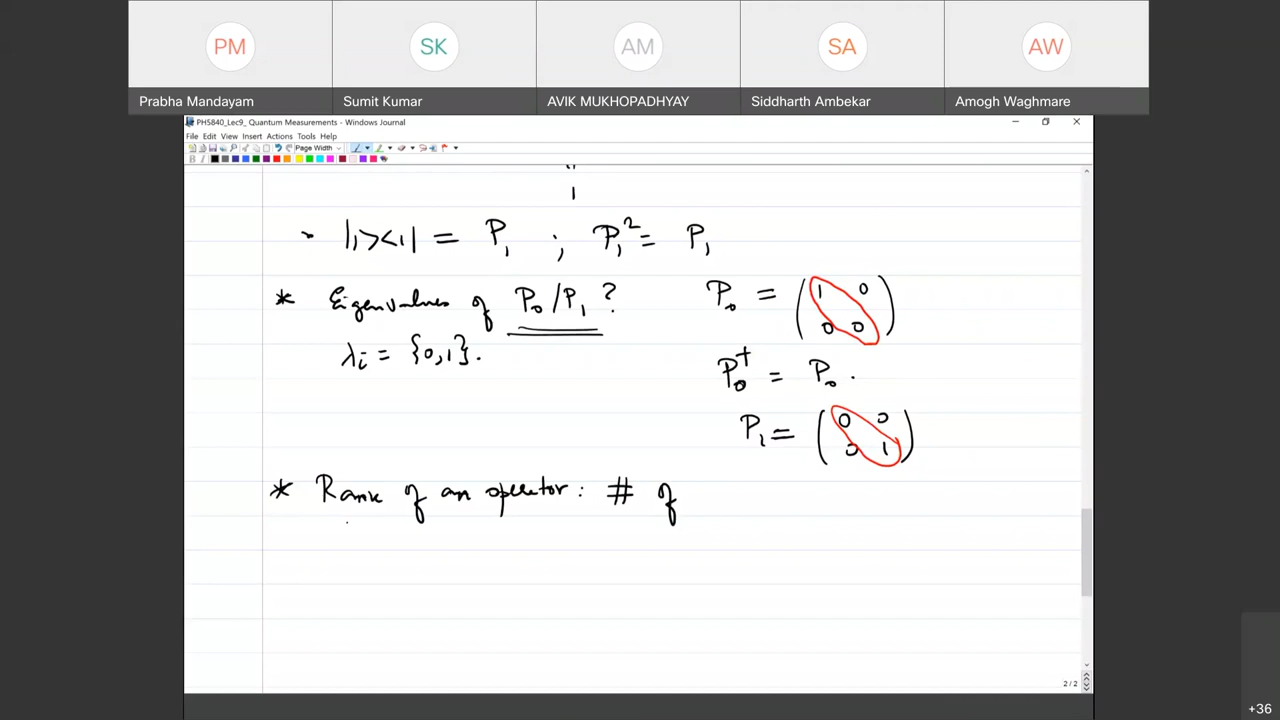 PM SK AM SA AW
Prabha Mandayam Sumit Kumar AVIK MUKHOPADHYAY Siddharth Ambekar Amogh Waghmare
PH5840_Lec9_ Quantum Measurements - Windows Journal
File Edit View Insert Actions Tools Help
Page Width
B I
|1><1| = P₁ ; P₁² = P₁
* Eigenvalues of P₀/P₁ ?
P₀ = (1 0
0 0)
λᵢ = {0,1}.
P₀† = P₀.
P₁ = (0 0
0 1)
* Rank of an operator: # of
2 / 2
+36